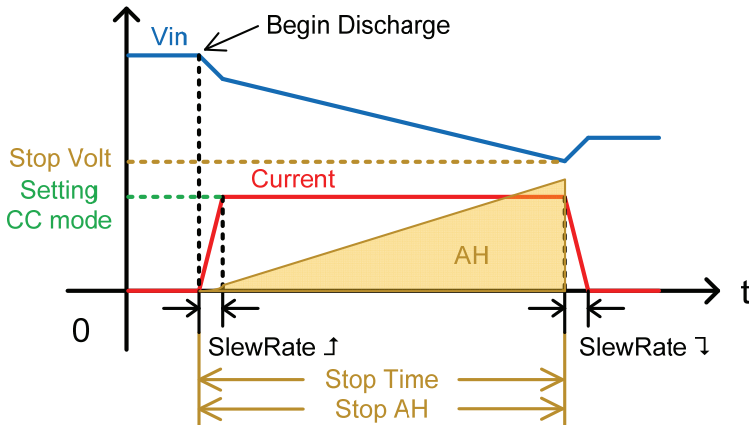 Vin
Begin Discharge
Stop Volt
Setting
CC mode
Current
AH
t
0
SlewRate
SlewRate
Stop Time
Stop AH